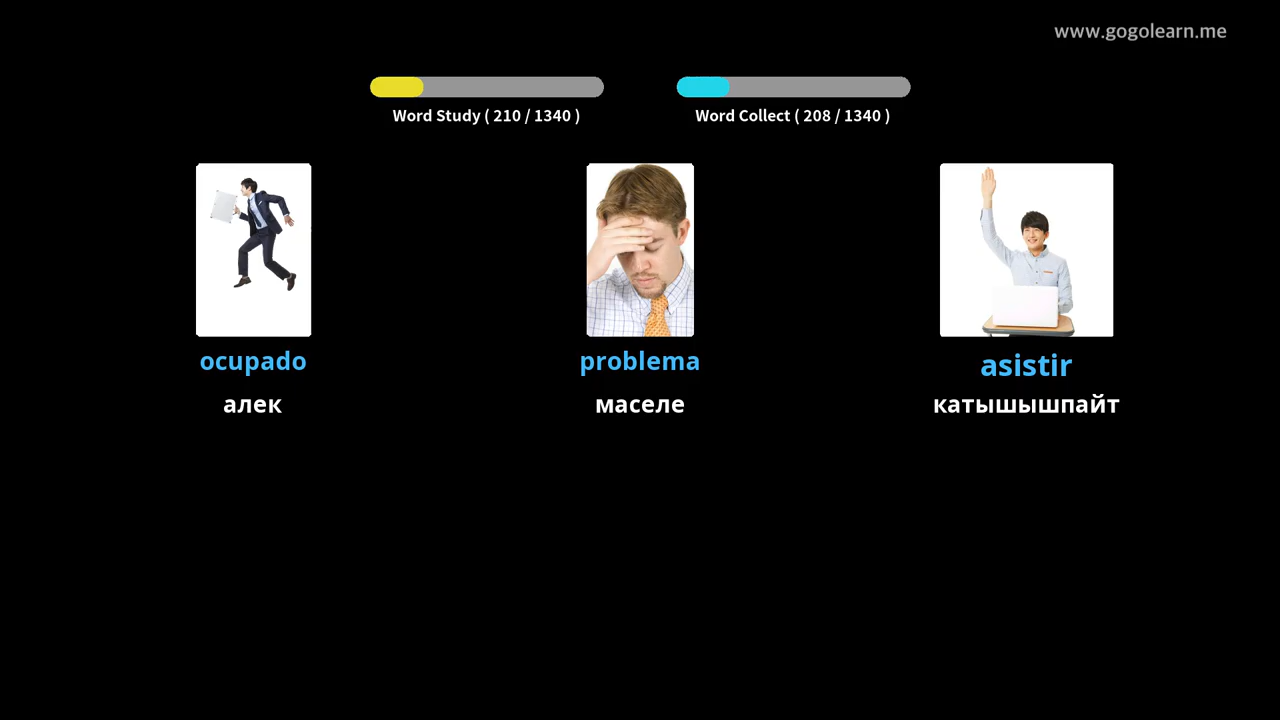 www.gogolearn.me
Word Study ( 210 / 1340 )
Word Collect ( 208 / 1340 )
ocupado
problema
asistir
алек
маселе
катышышпайт